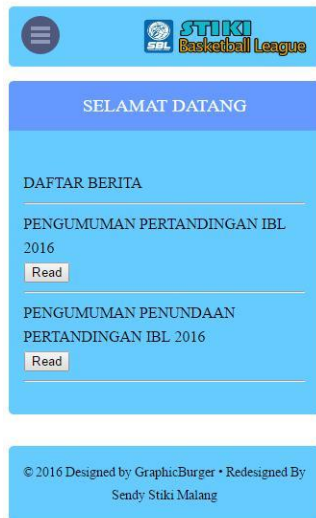 SBL
STIKI
Basketball League
SELAMAT DATANG
DAFTAR BERITA
PENGUMUMAN PERTANDINGAN IBL
2016
Read
PENGUMUMAN PENUNDAAN
PERTANDINGAN IBL 2016
Read
© 2016 Designed by GraphicBurger • Redesigned By
Sendy Stiki Malang